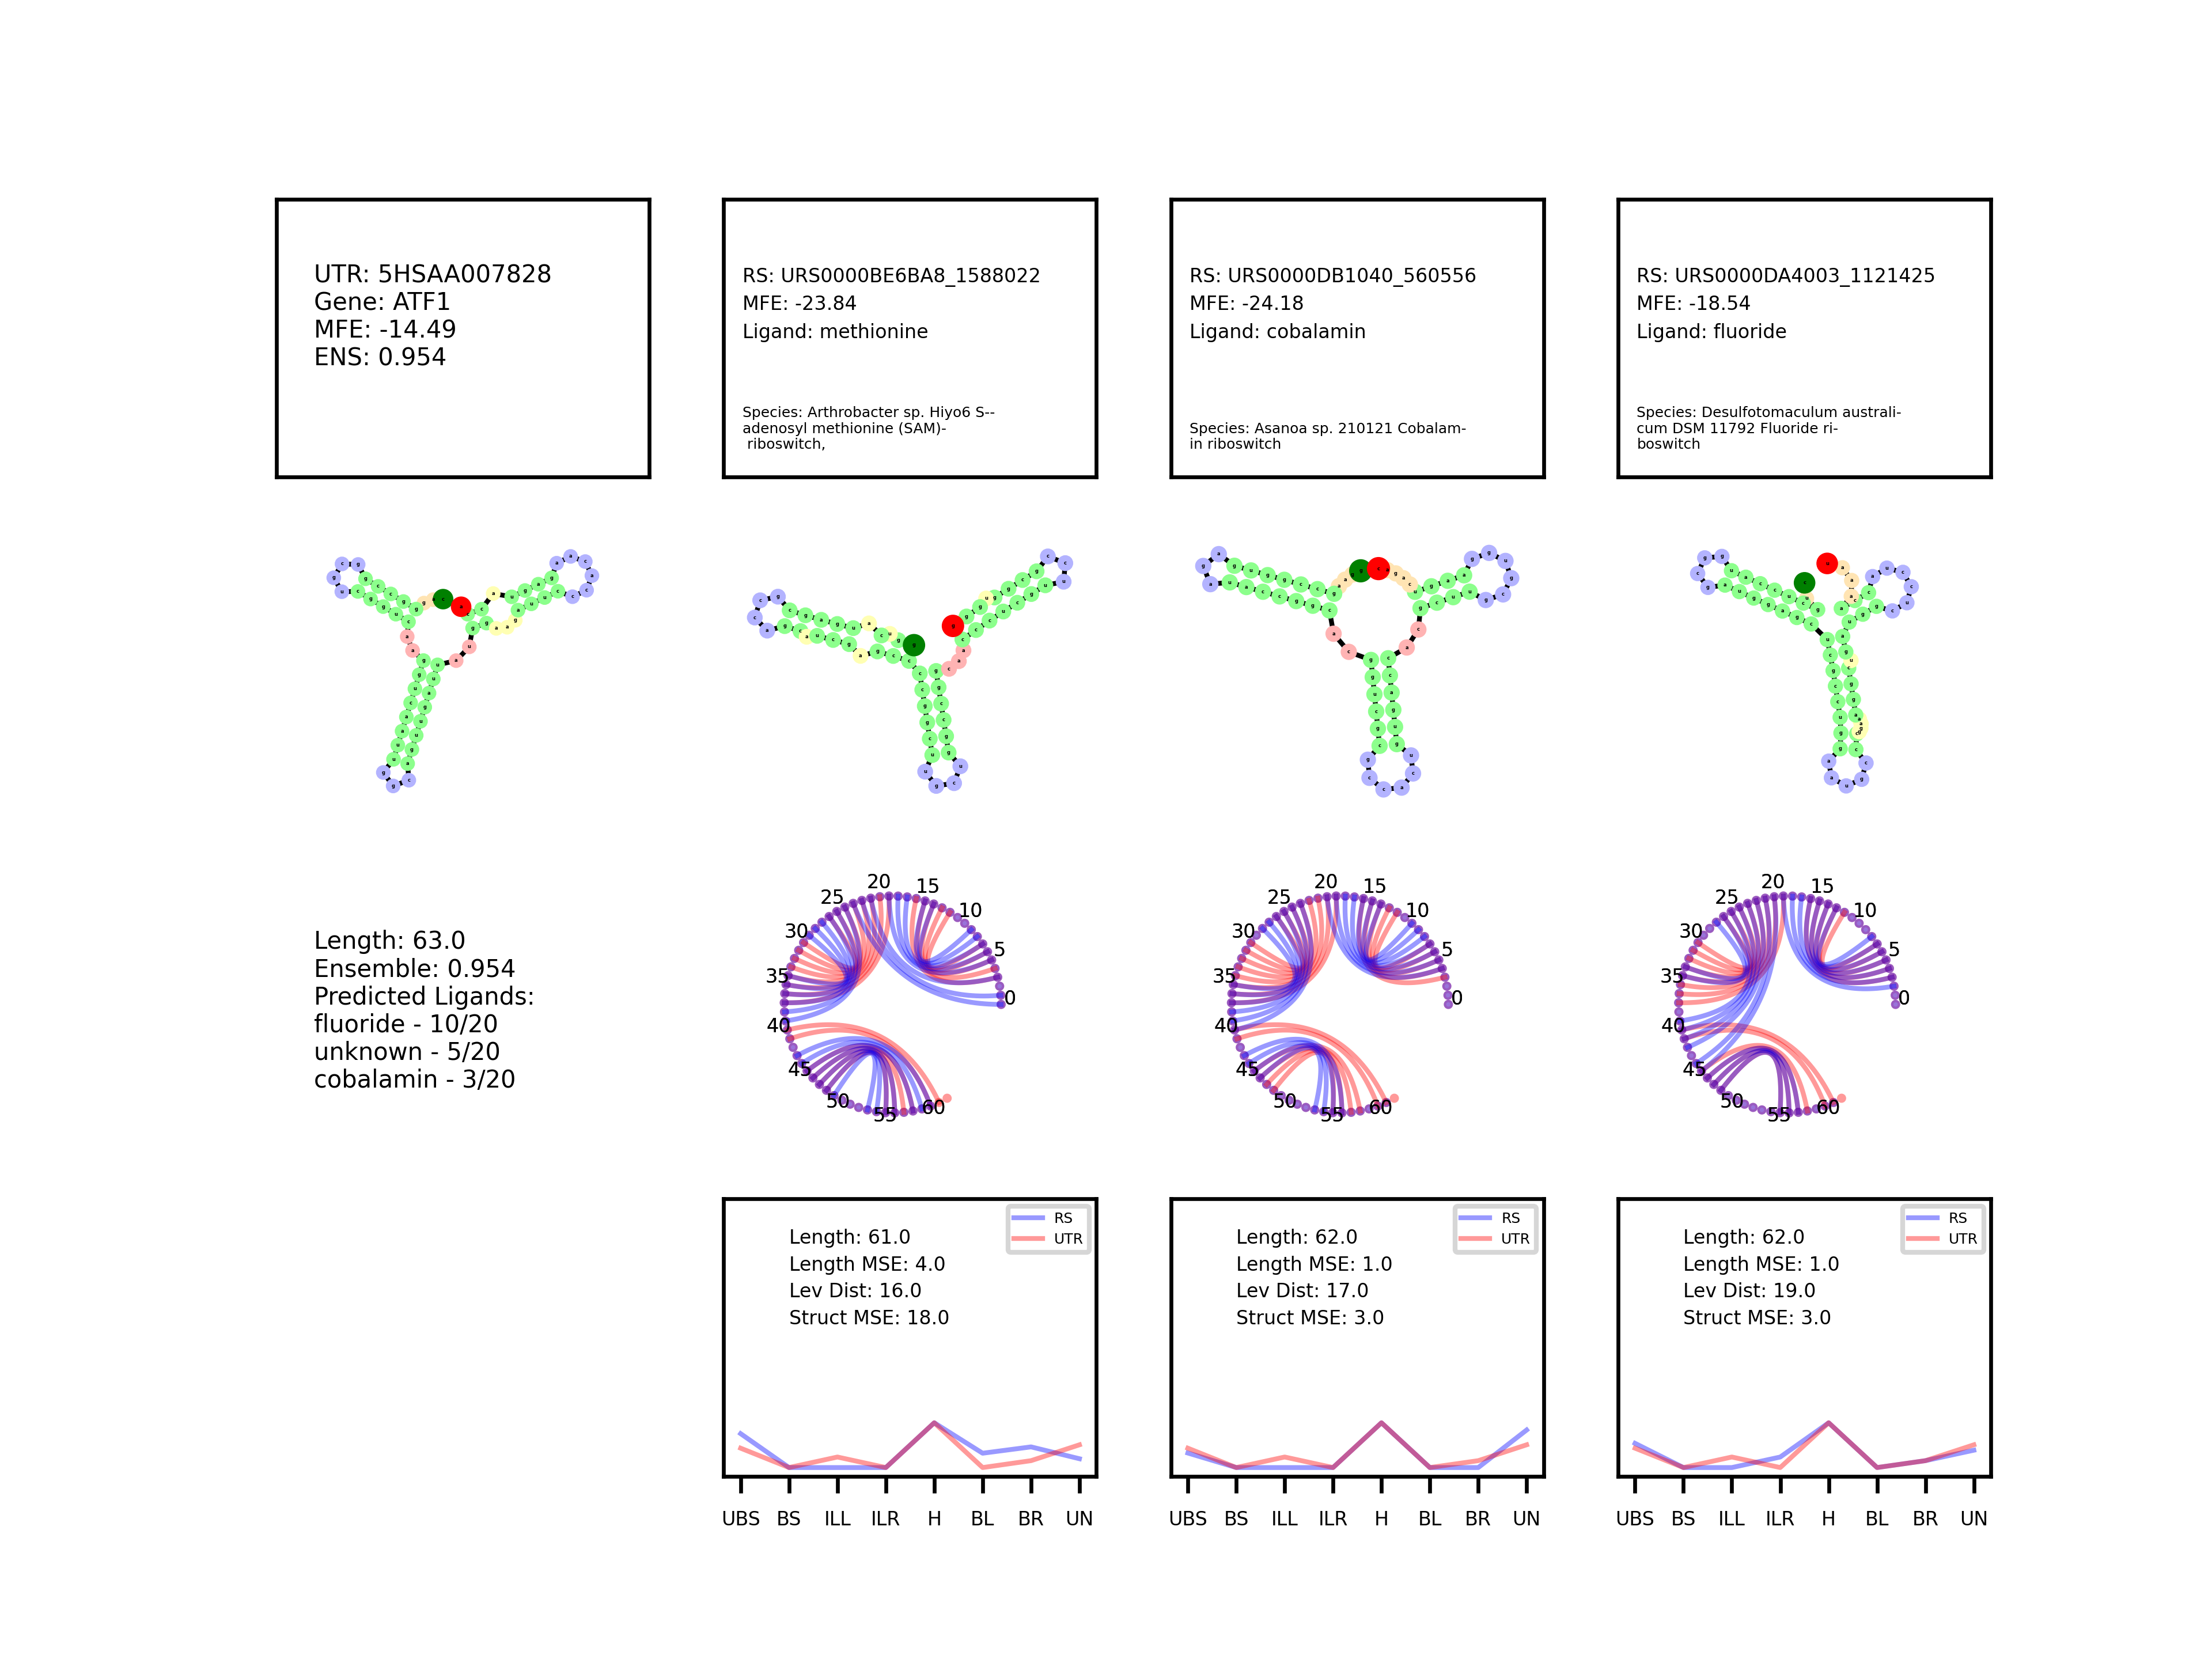 UTR: 5HSAA007828
Gene: ATF1
MFE: -14.49
ENS: 0.954
RS: URS0000BE6BA8_1588022
MFE: -23.84
Ligand: methionine
Species: Arthrobacter sp. Hiyo6 S--
adenosyl methionine (SAM)-
riboswitch,
RS: URS0000DB1040_560556
MFE: -24.18
Ligand: cobalamin
Species: Asanoa sp. 210121 Cobalam-
in riboswitch
RS: URS0000DA4003_1121425
MFE: -18.54
Ligand: fluoride
Species: Desulfotomaculum australi-
cum DSM 11792 Fluoride ri-
boswitch
Length: 63.0
Ensemble: 0.954
Predicted Ligands:
fluoride - 10/20
unknown - 5/20
cobalamin - 3/20
0
5
10
15
20
25
30
35
40
45
50
55
60
0
5
10
15
20
25
30
35
40
45
50
55
60
0
5
10
15
20
25
30
35
40
45
50
55
60
Length: 61.0
Length MSE: 4.0
Lev Dist: 16.0
Struct MSE: 18.0
RS
UTR
UBS BS ILL ILR H BL BR UN
Length: 62.0
Length MSE: 1.0
Lev Dist: 17.0
Struct MSE: 3.0
RS
UTR
UBS BS ILL ILR H BL BR UN
Length: 62.0
Length MSE: 1.0
Lev Dist: 19.0
Struct MSE: 3.0
RS
UTR
UBS BS ILL ILR H BL BR UN